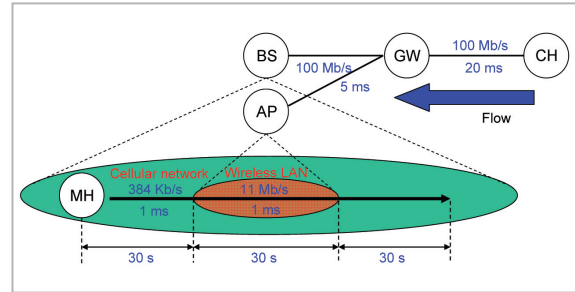 BS
GW
CH
100 Mb/s
20 ms
100 Mb/s
5 ms
AP
Flow
Cellular network
Wireless LAN
MH
384 Kb/s
11 Mb/s
1 ms
1 ms
30 s
30 s
30 s